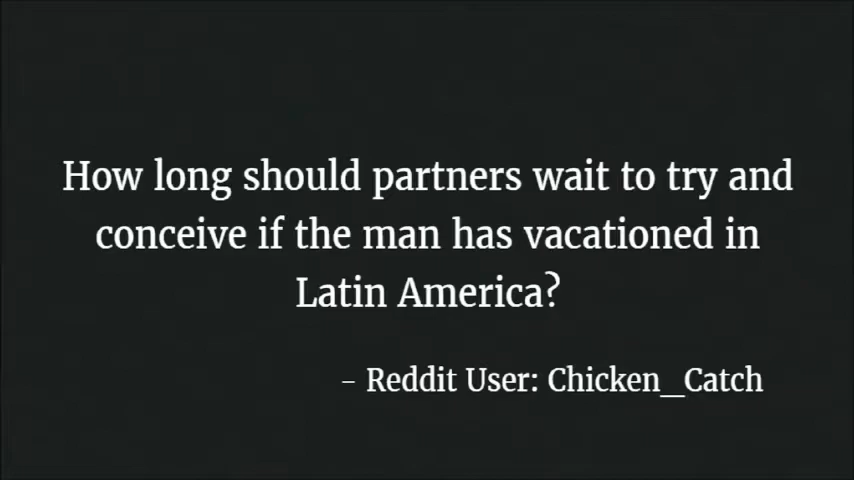 How long should partners wait to try and
conceive if the man has vacationed in
Latin America?
- Reddit User: Chicken_Catch